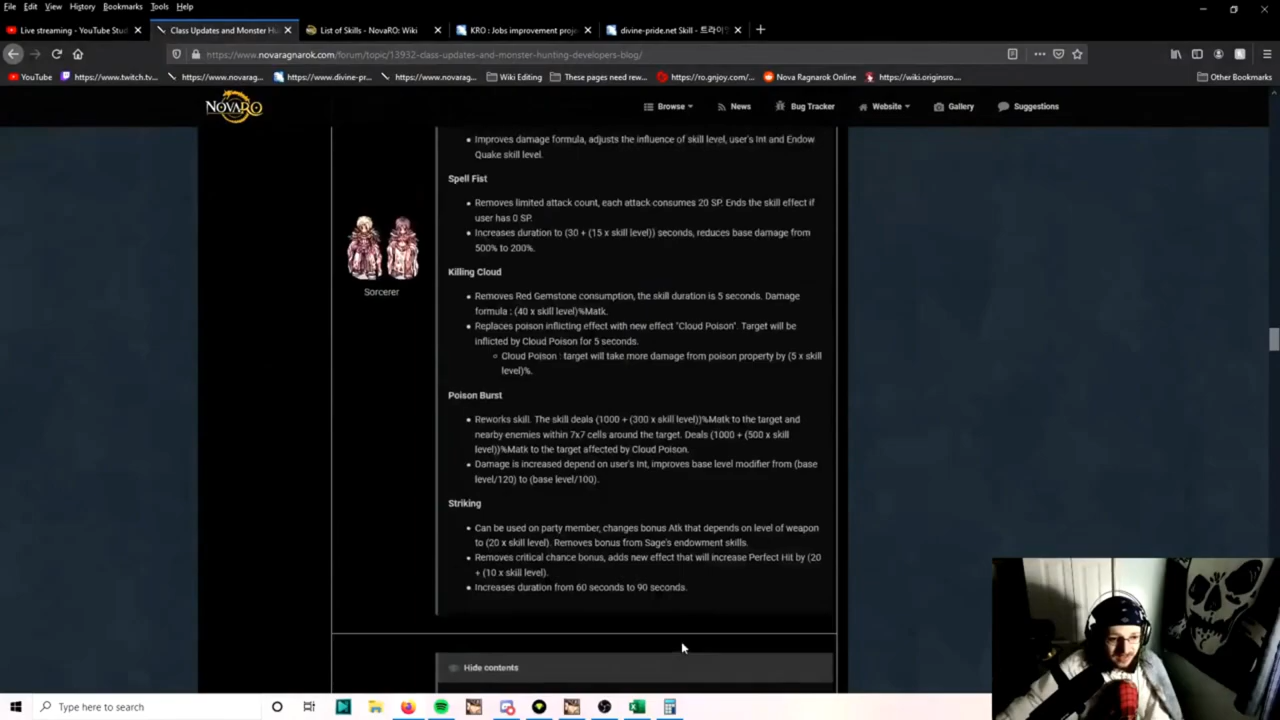 File Edit View History Bookmarks Tools Help
Live streaming - YouTube Stud
Class Updates and Monster Hu
List of Skills - NovaRO: Wiki
KRO : Jobs improvement proje
divine-pride.net Skill - 트라이
https://www.novaragnarok.com/forum/topic/13932-class-updates-and-monster-hunting-developers-blog/
YouTube https://www.twitch.tv... https://www.novarag... https://www.divine-pr... https://www.novarag... Wiki Editing These pages need rew... https://ro.gnjoy.com/... Nova Ragnarok Online https://wiki.originsro.... Other Bookmarks
NOVARO Browse News Bug Tracker Website Gallery Suggestions
Improves damage formula, adjusts the influence of skill level, user's Int and Endow
Quake skill level.
Spell Fist
Removes limited attack count, each attack consumes 20 SP. Ends the skill effect if
user has 0 SP.
Increases duration to (30 + (15 x skill level)) seconds, reduces base damage from
500% to 200%.
Sorcerer
Killing Cloud
Removes Red Gemstone consumption, the skill duration is 5 seconds. Damage
formula : (40 x skill level)%Matk.
Replaces poison inflicting effect with new effect "Cloud Poison". Target will be
inflicted by Cloud Poison for 5 seconds.
Cloud Poison : target will take more damage from poison property by (5 x skill
level)%.
Poison Burst
Reworks skill. The skill deals (1000 + (300 x skill level))%Matk to the target and
nearby enemies within 7x7 cells around the target. Deals (1000 + (500 x skill
level))%Matk to the target affected by Cloud Poison.
Damage is increased depend on user's Int, improves base level modifier from (base
level/120) to (base level/100).
Striking
Can be used on party member, changes bonus Atk that depends on level of weapon
to (20 x skill level). Removes bonus from Sage's endowment skills.
Removes critical chance bonus, adds new effect that will increase Perfect Hit by (20
+ (10 x skill level).
Increases duration from 60 seconds to 90 seconds.
Hide contents
Type here to search